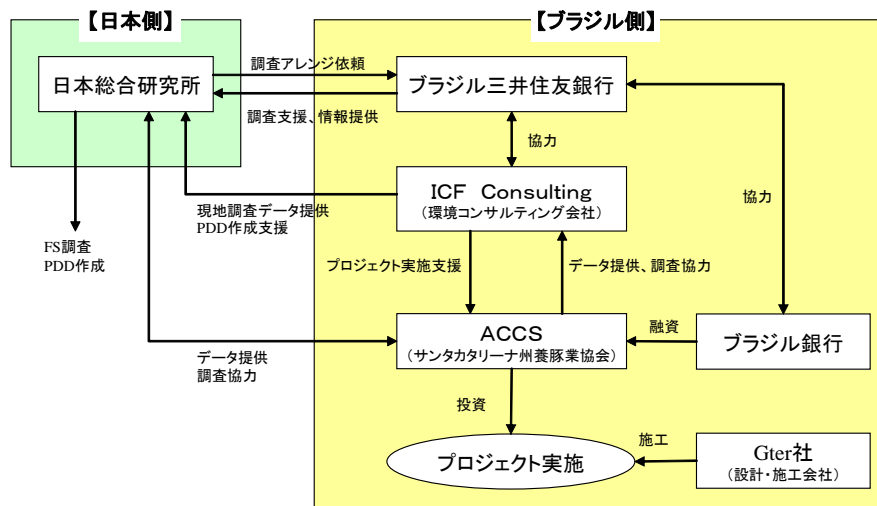 【日本側】
【ブラジル側】
日本総合研究所
調査アレンジ依頼
ブラジル三井住友銀行
調査支援、情報提供
協力
ICF Consulting
(環境コンサルティング会社)
現地調査データ提供
PDD作成支援
協力
FS調査
PDD作成
プロジェクト実施支援
データ提供、調査協力
ACCS
(サンタカタリーナ州養豚業協会)
融資
ブラジル銀行
データ提供
調査協力
投資
プロジェクト実施
施工
Gter社
(設計・施工会社)